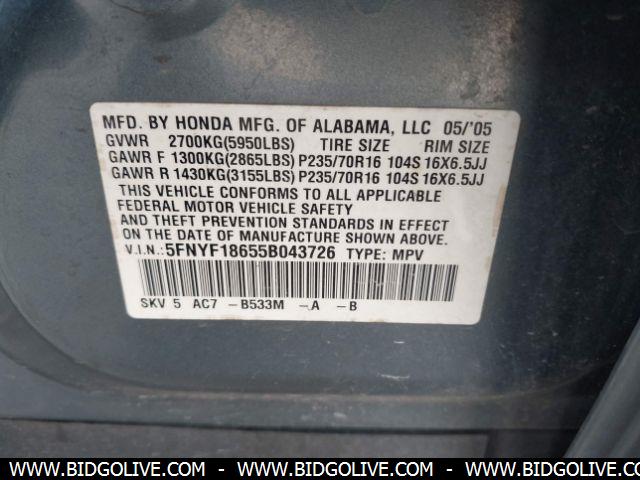 MFD. BY HONDA MFG. OF ALABAMA, LLC 05/'05
GVWR 2700KG(5950LBS) TIRE SIZE RIM SIZE
GAWR F 1300KG(2865LBS) P235/70R16 104S 16X6.5JJ
GAWR R 1430KG(3155LBS) P235/70R16 104S 16X6.5JJ
THIS VEHICLE CONFORMS TO ALL APPLICABLE
FEDERAL MOTOR VEHICLE SAFETY
AND THEFT PREVENTION STANDARDS IN EFFECT
ON THE DATE OF MANUFACTURE SHOWN ABOVE.
V.I.N.: 5FNYF18655B043726 TYPE: MPV
SKV 5 AC7 -B533M -A -B
WWW.BIDGOLIVE.COM - WWW.BIDGOLIVE.COM - WWW.BIDGOLIVE.COM